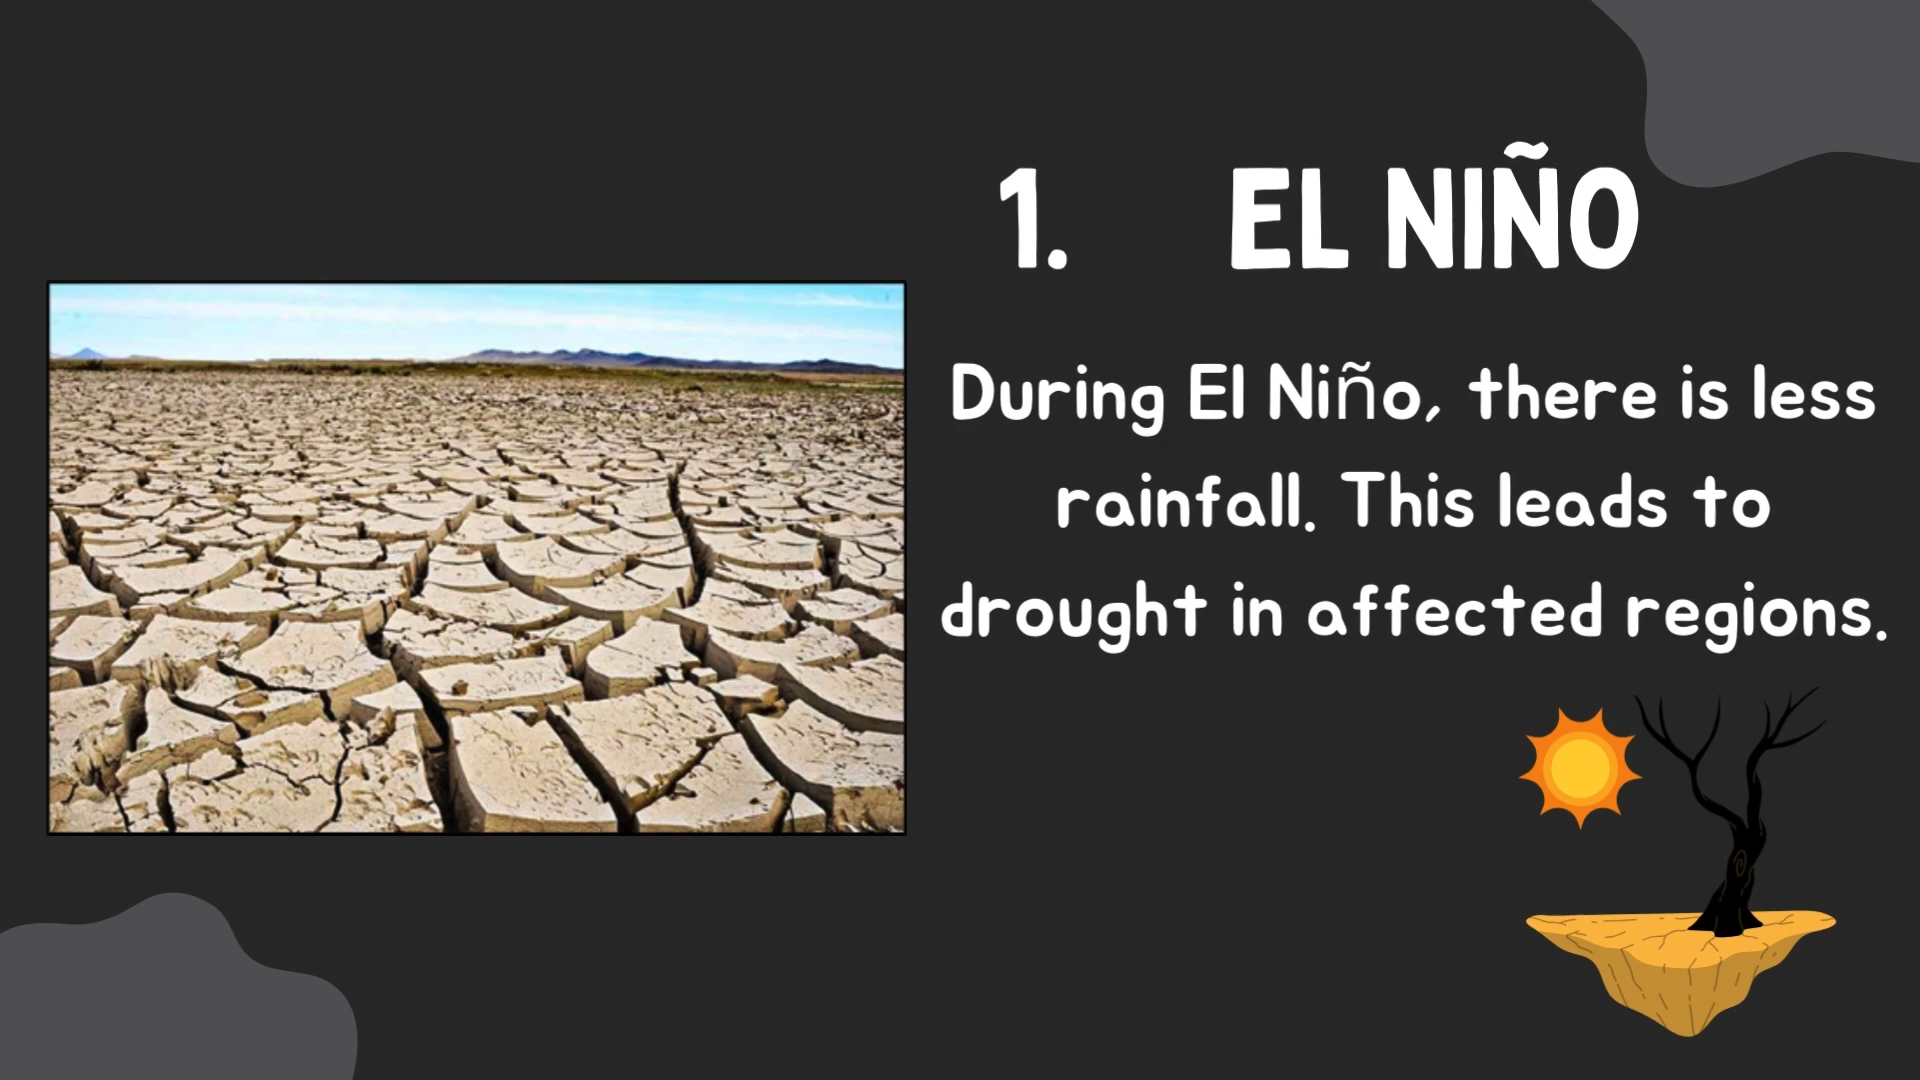 1. EL NIÑO
During El Niño, there is less
rainfall. This leads to
drought in affected regions.